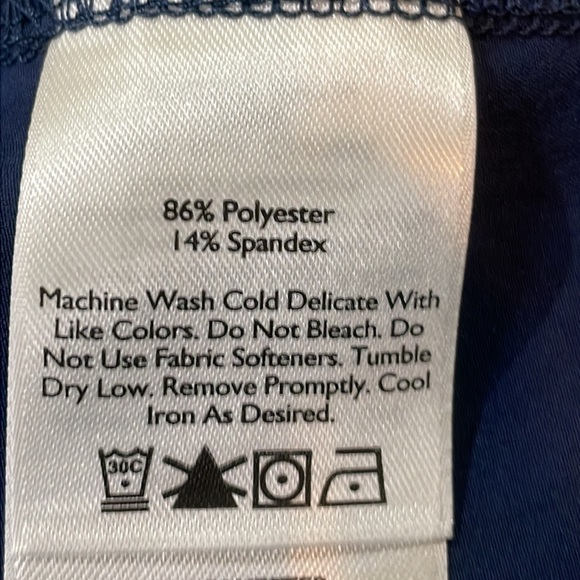 86% Polyester
14% Spandex
Machine Wash Cold Delicate With
Like Colors. Do Not Bleach. Do
Not Use Fabric Softeners. Tumble
Dry Low. Remove Promptly. Cool
Iron As Desired.
30C